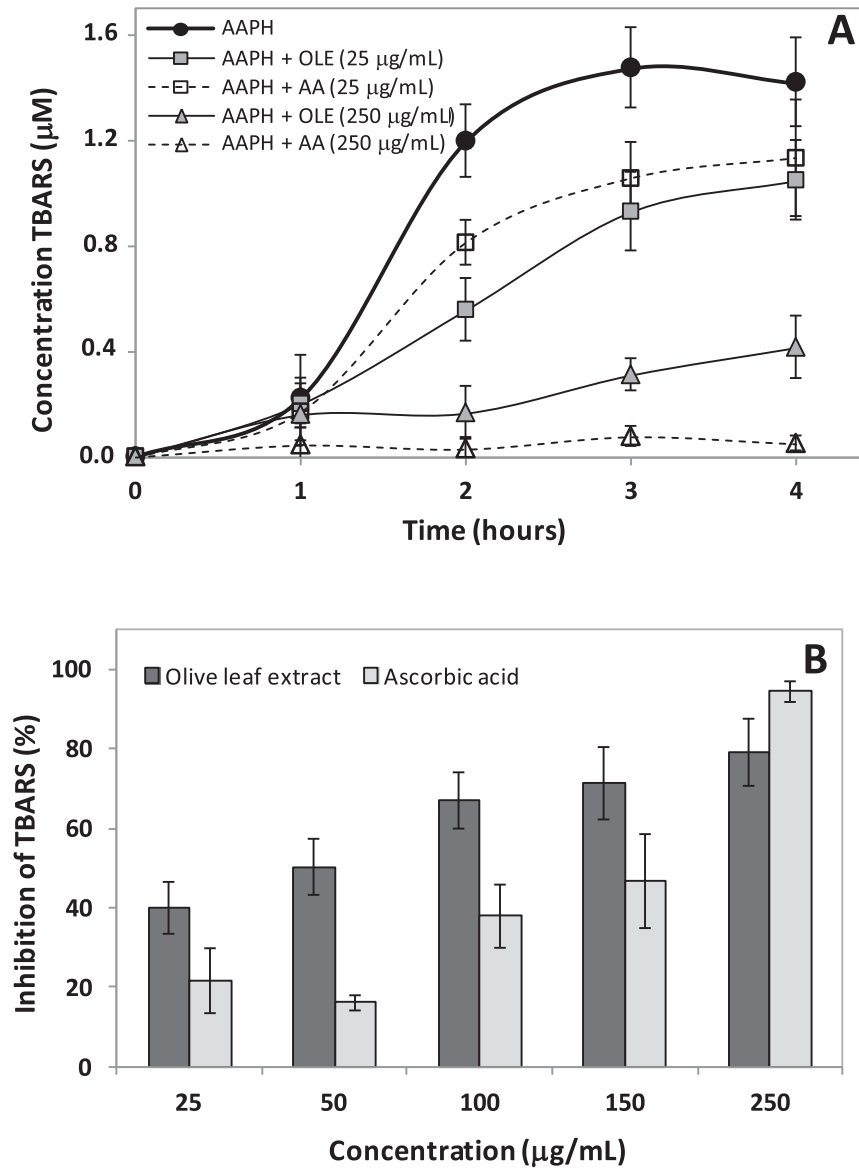 A
AAPH
AAPH + OLE (25 µg/mL)
AAPH + AA (25 µg/mL)
AAPH + OLE (250 µg/mL)
AAPH + AA (250 µg/mL)
Concentration TBARS (µM)
1.6
1.2
0.8
0.4
0.0
0 1 2 3 4
Time (hours)
B
Olive leaf extract Ascorbic acid
Inhibition of TBARS (%)
100
80
60
40
20
0
25 50 100 150 250
Concentration (µg/mL)